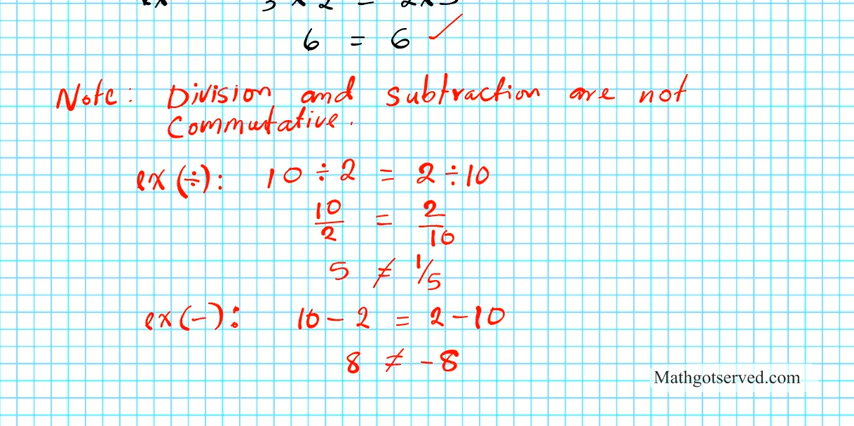 6 = 6 ✓
Note: Division and subtraction are not
Commutative.
ex (÷): 10 ÷ 2 = 2 ÷ 10
10/2 = 2/10
5 ≠ 1/5
ex (−): 10 − 2 = 2 − 10
8 ≠ −8
Mathgotserved.com